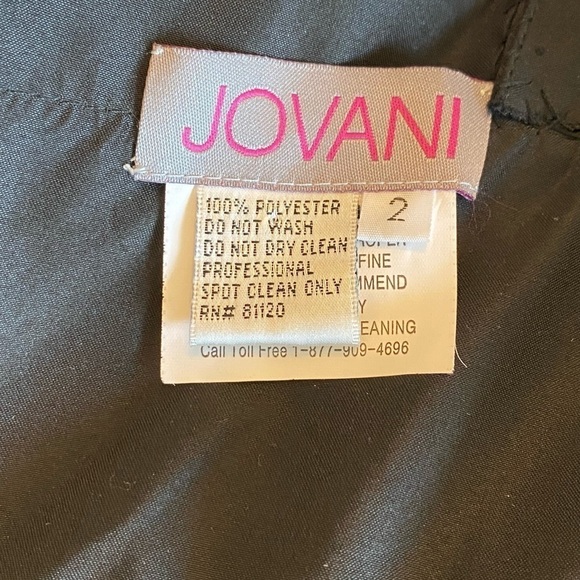 JOVANI
2
100% POLYESTER
DO NOT WASH
DO NOT DRY CLEAN
PROFESSIONAL
SPOT CLEAN ONLY
RN# 81120
FINE
MMEND
Y
EANING
Call Toll Free 1-877-909-4696